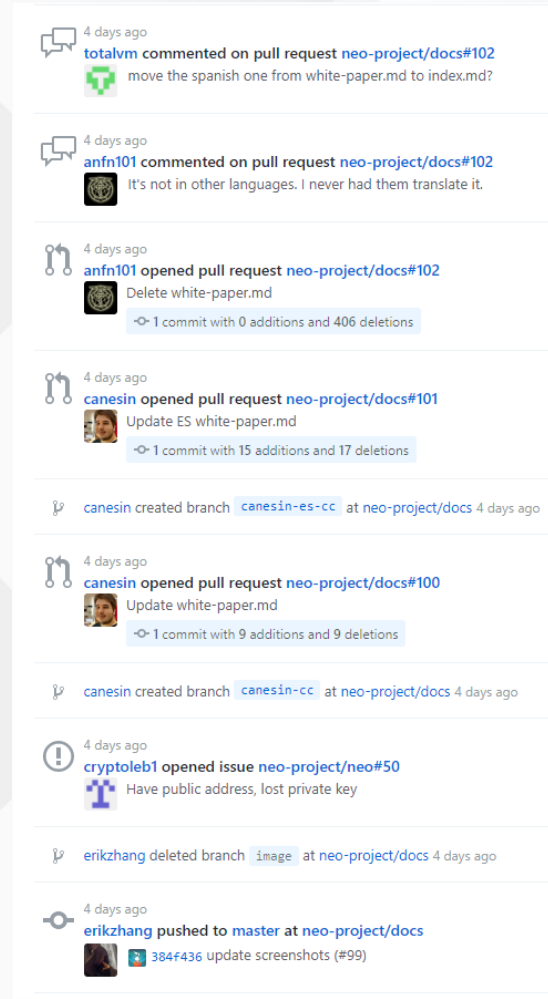 4 days ago
totalvm commented on pull request neo-project/docs#102
move the spanish one from white-paper.md to index.md?
4 days ago
anfn101 commented on pull request neo-project/docs#102
It's not in other languages. I never had them translate it.
4 days ago
anfn101 opened pull request neo-project/docs#102
Delete white-paper.md
1 commit with 0 additions and 406 deletions
4 days ago
canesin opened pull request neo-project/docs#101
Update ES white-paper.md
1 commit with 15 additions and 17 deletions
canesin created branch canesin-es-cc at neo-project/docs 4 days ago
4 days ago
canesin opened pull request neo-project/docs#100
Update white-paper.md
1 commit with 9 additions and 9 deletions
canesin created branch canesin-cc at neo-project/docs 4 days ago
4 days ago
cryptoleb1 opened issue neo-project/neo#50
Have public address, lost private key
erikzhang deleted branch image at neo-project/docs 4 days ago
4 days ago
erikzhang pushed to master at neo-project/docs
384f436 update screenshots (#99)